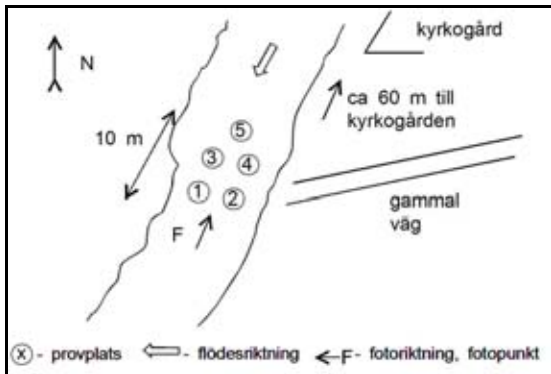 kyrkogård
N
ca 60 m till
kyrkogården
10 m
5
3
4
1
2
gammal
väg
F
X - provplats - flödesriktning F - fotoriktning, fotopunkt